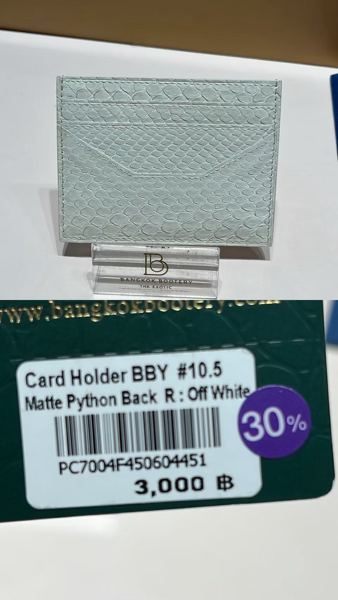 B
BANGKOK BOOTERY
THE EXOTIC
www.bangkokbootery.com
Card Holder BBY #10.5
Matte Python Back R : Off White
30%
PC7004F450604451
3,000 ฿